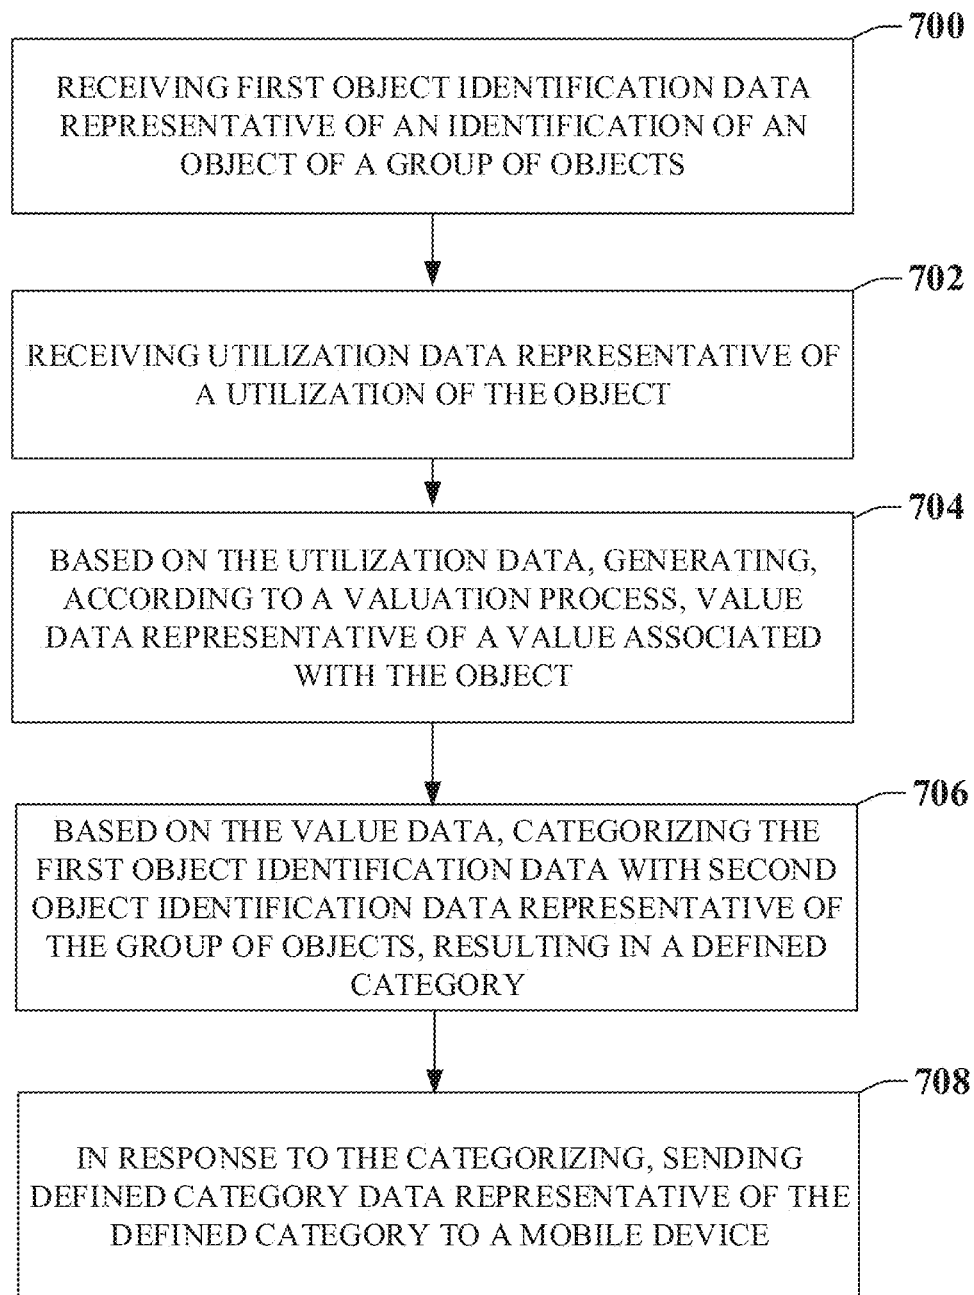 700
RECEIVING FIRST OBJECT IDENTIFICATION DATA
REPRESENTATIVE OF AN IDENTIFICATION OF AN
OBJECT OF A GROUP OF OBJECTS
702
RECEIVING UTILIZATION DATA REPRESENTATIVE OF
A UTILIZATION OF THE OBJECT
704
BASED ON THE UTILIZATION DATA, GENERATING,
ACCORDING TO A VALUATION PROCESS, VALUE
DATA REPRESENTATIVE OF A VALUE ASSOCIATED
WITH THE OBJECT
706
BASED ON THE VALUE DATA, CATEGORIZING THE
FIRST OBJECT IDENTIFICATION DATA WITH SECOND
OBJECT IDENTIFICATION DATA REPRESENTATIVE OF
THE GROUP OF OBJECTS, RESULTING IN A DEFINED
CATEGORY
708
IN RESPONSE TO THE CATEGORIZING, SENDING
DEFINED CATEGORY DATA REPRESENTATIVE OF THE
DEFINED CATEGORY TO A MOBILE DEVICE